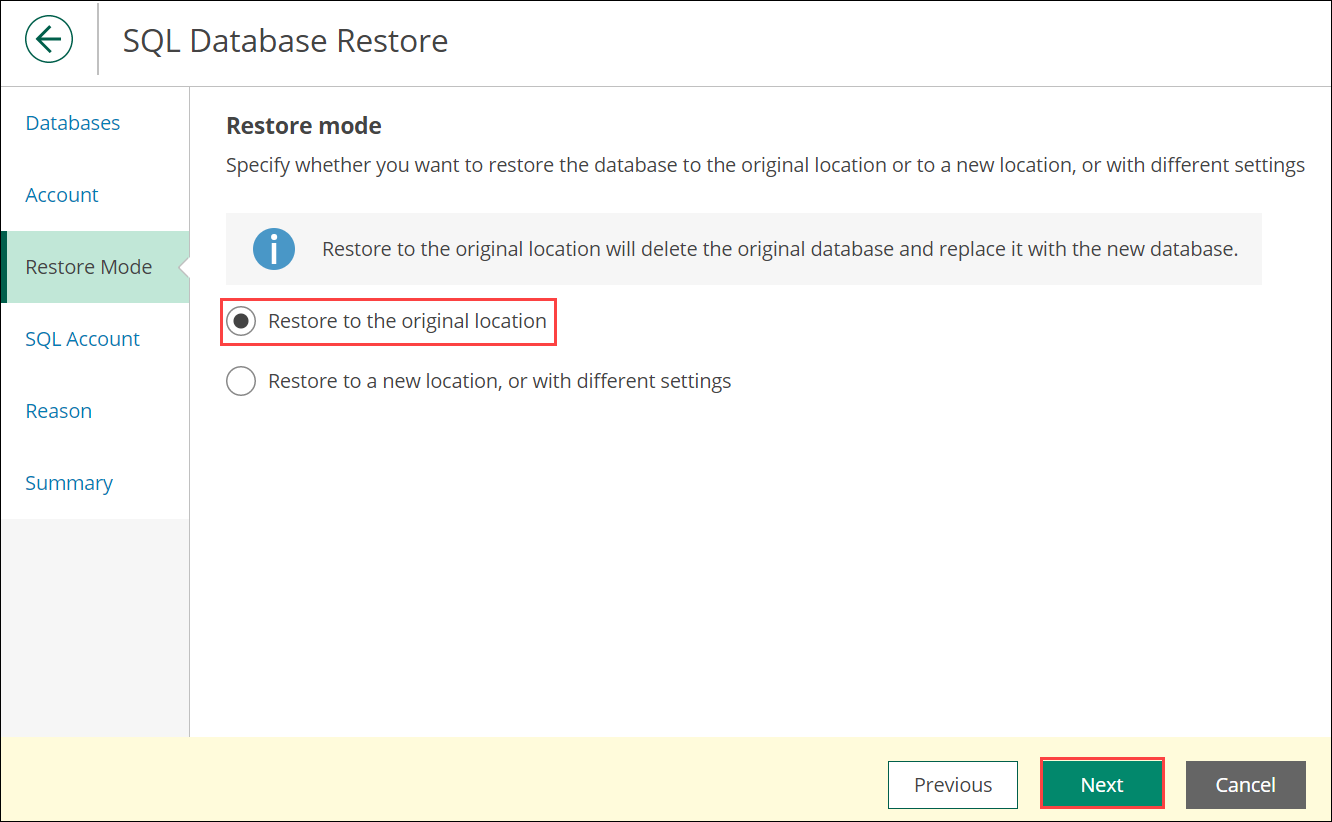 SQL Database Restore
Databases
Account
Restore Mode
SQL Account
Reason
Summary
Restore mode
Specify whether you want to restore the database to the original location or to a new location, or with different settings
Restore to the original location will delete the original database and replace it with the new database.
Restore to the original location
Restore to a new location, or with different settings
Previous
Next
Cancel